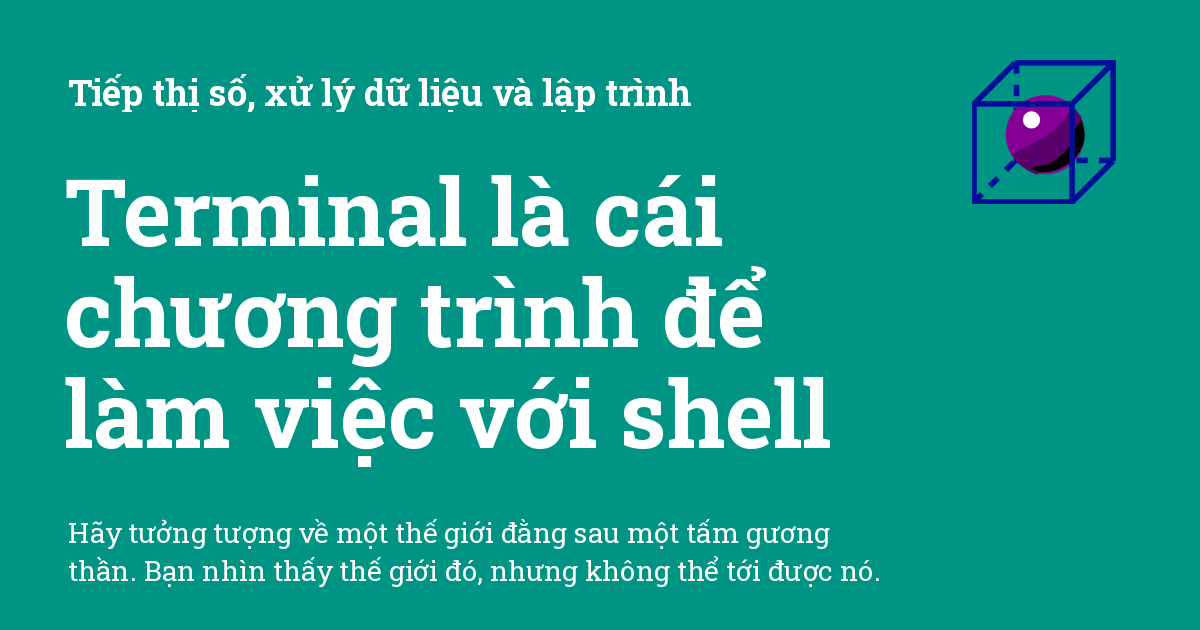 Tiếp thị số, xử lý dữ liệu và lập trình
Terminal là cái
chương trình để
làm việc với shell
Hãy tưởng tượng về một thế giới đằng sau một tấm gương
thần. Bạn nhìn thấy thế giới đó, nhưng không thể tới được nó.